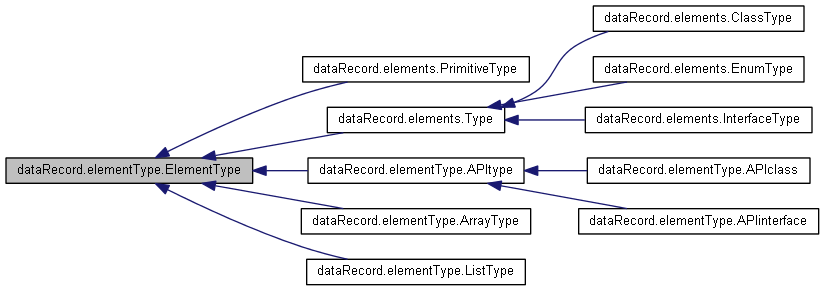 dataRecord.elementType.ElementType
dataRecord.elements.PrimitiveType
dataRecord.elements.Type
dataRecord.elementType.APItype
dataRecord.elementType.ArrayType
dataRecord.elementType.ListType
dataRecord.elements.ClassType
dataRecord.elements.EnumType
dataRecord.elements.InterfaceType
dataRecord.elementType.APIclass
dataRecord.elementType.APIinterface